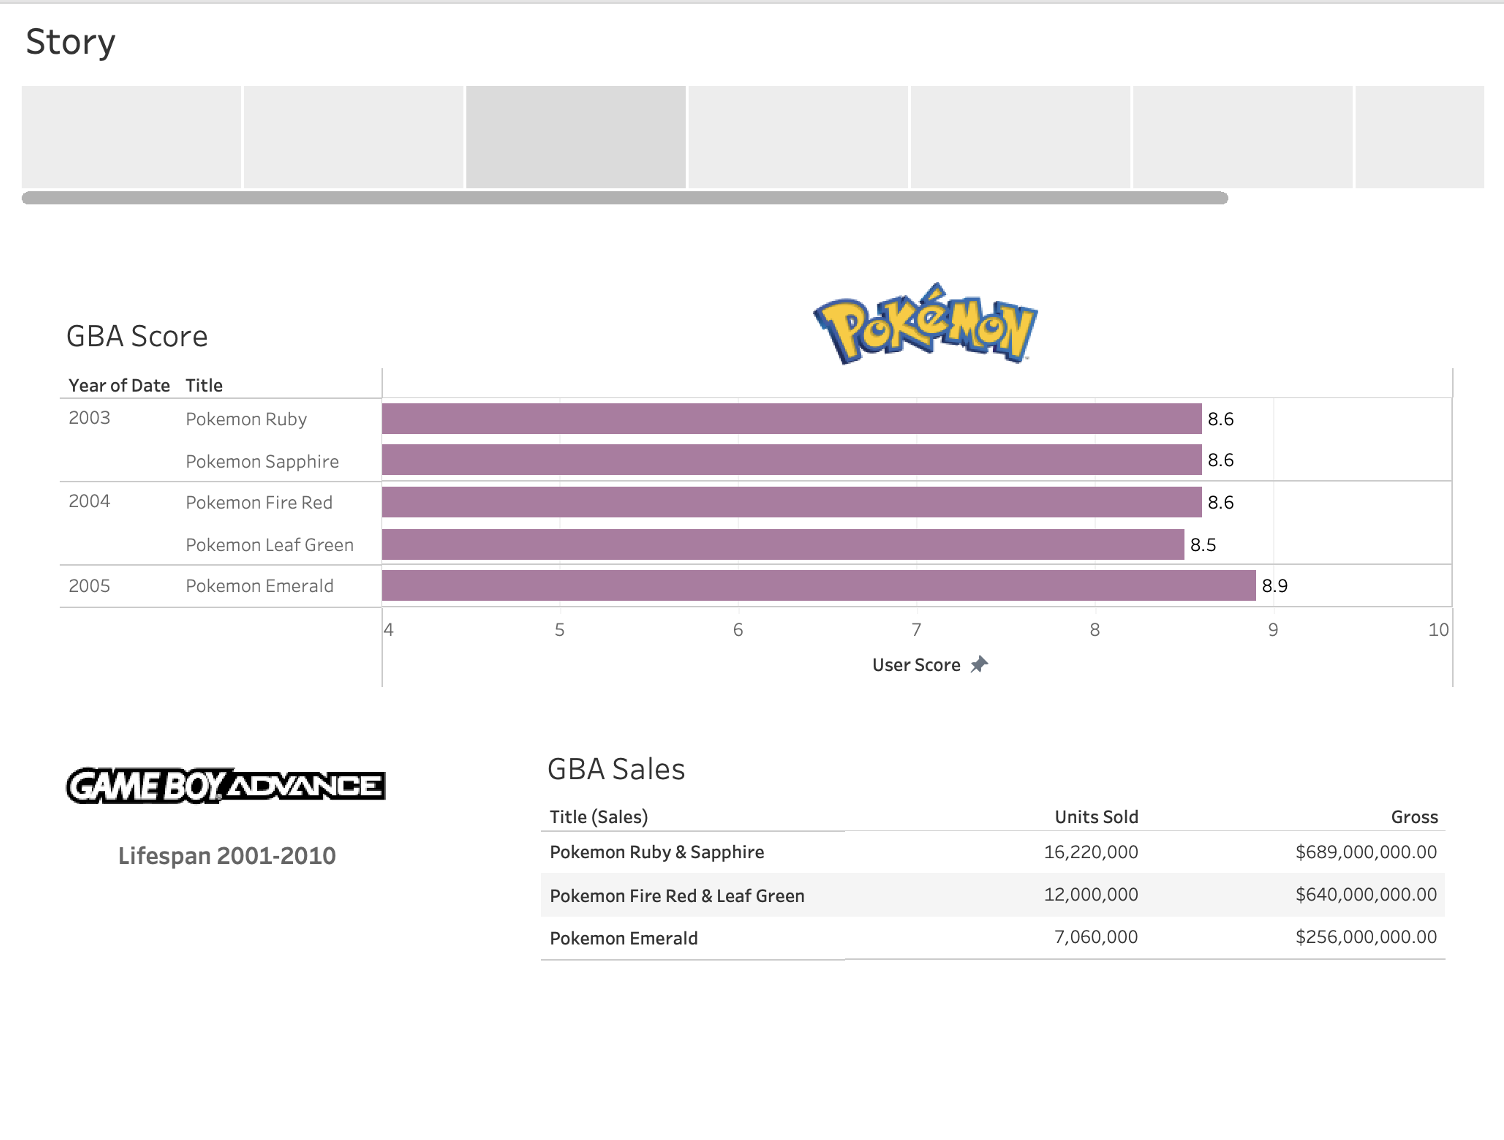 Story
POKéMON
GBA Score
Year of Date Title
2003 Pokemon Ruby 8.6
Pokemon Sapphire 8.6
2004 Pokemon Fire Red 8.6
Pokemon Leaf Green 8.5
2005 Pokemon Emerald 8.9
4 5 6 7 8 9 10
User Score
GAME BOY ADVANCE
Lifespan 2001-2010
GBA Sales
Title (Sales) Units Sold Gross
Pokemon Ruby & Sapphire 16,220,000 $689,000,000.00
Pokemon Fire Red & Leaf Green 12,000,000 $640,000,000.00
Pokemon Emerald 7,060,000 $256,000,000.00